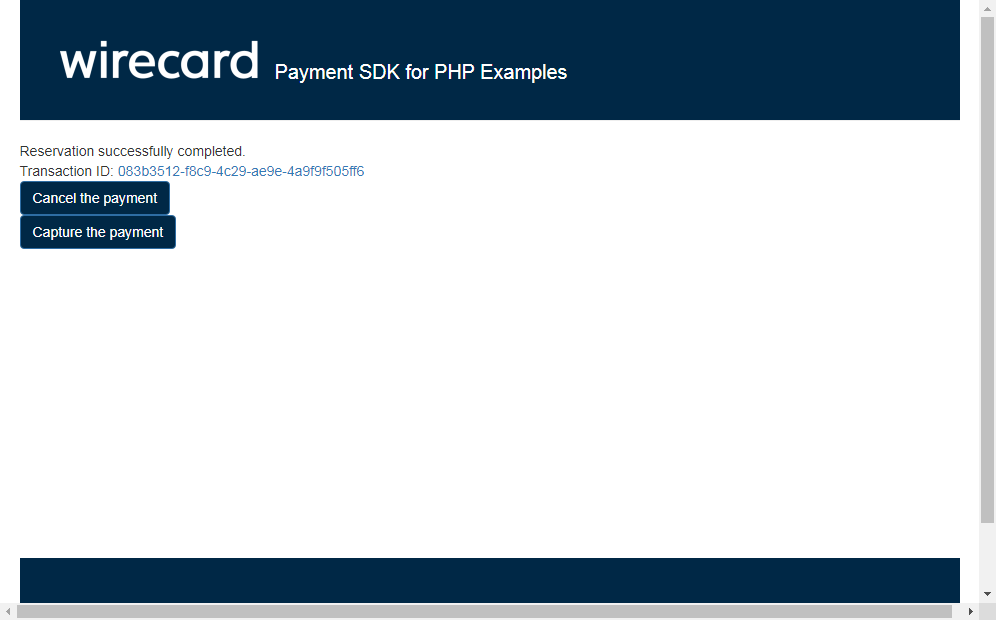 wirecard Payment SDK for PHP Examples
Reservation successfully completed.
Transaction ID: 083b3512-f8c9-4c29-ae9e-4a9f9f505ff6
Cancel the payment
Capture the payment